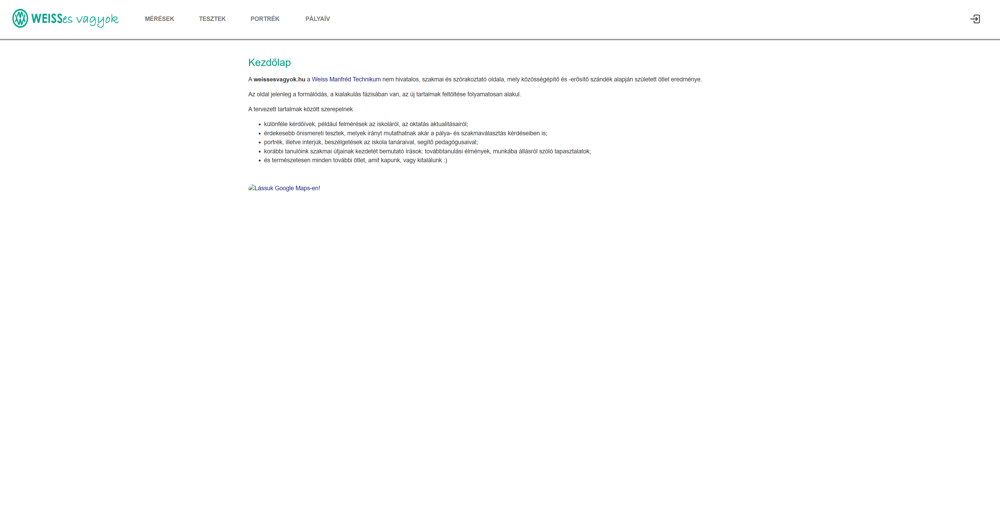 WEISSes vagyok
MÉRÉSEK TESZTEK PORTRÉK PÁLYAÍV
Kezdőlap
A weissesvagyok.hu a Weiss Manfréd Technikum nem hivatalos, szakmai és szórakoztató oldala, mely közösségépítő és -erősítő szándék alapján született ötlet eredménye.
Az oldal jelenleg a formálódás, a kialakulás fázisában van, az új tartalmak feltöltése folyamatosan alakul.
A tervezett tartalmak között szerepelnek
• különféle kérdőívek, például felmérések az iskoláról, az oktatás aktualitásairól;
• érdekesebb önismereti tesztek, melyek irányt mutathatnak akár a pálya- és szakmaválasztás kérdéseiben is;
• portrék, illetve interjúk, beszélgetések az iskola tanáraival, segítő pedagógusaival;
• korábbi tanulóink szakmai útjainak kezdetét bemutató írások: továbbtanulási élmények, munkába állásról szóló tapasztalatok;
• és természetesen minden további ötlet, amit kapunk, vagy kitalálunk :)
Lássuk Google Maps-en!